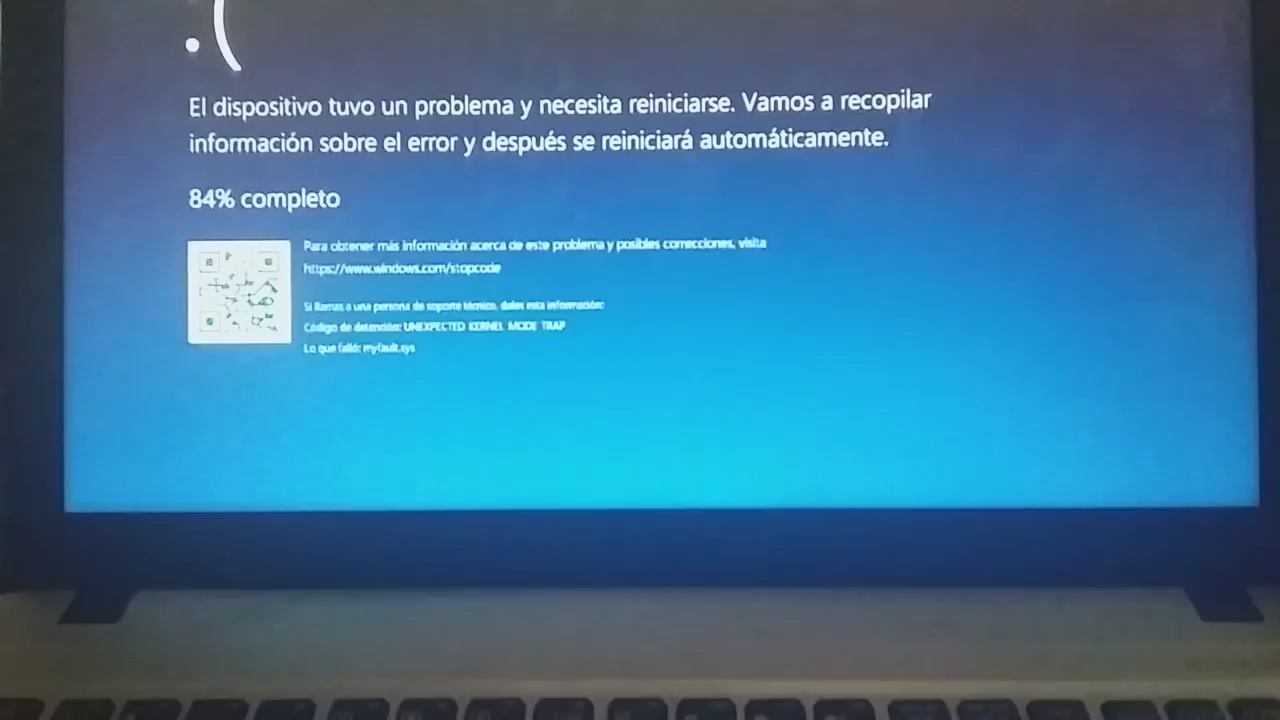 :(
El dispositivo tuvo un problema y necesita reiniciarse. Vamos a recopilar
información sobre el error y después se reiniciará automáticamente.
84% completo
Para obtener más información acerca de este problema y posibles correcciones, visita
https://www.windows.com/stopcode
Si llamas a una persona de soporte técnico, dales esta información:
Código de detención: UNEXPECTED KERNEL MODE TRAP
Lo que falló: myfault.sys